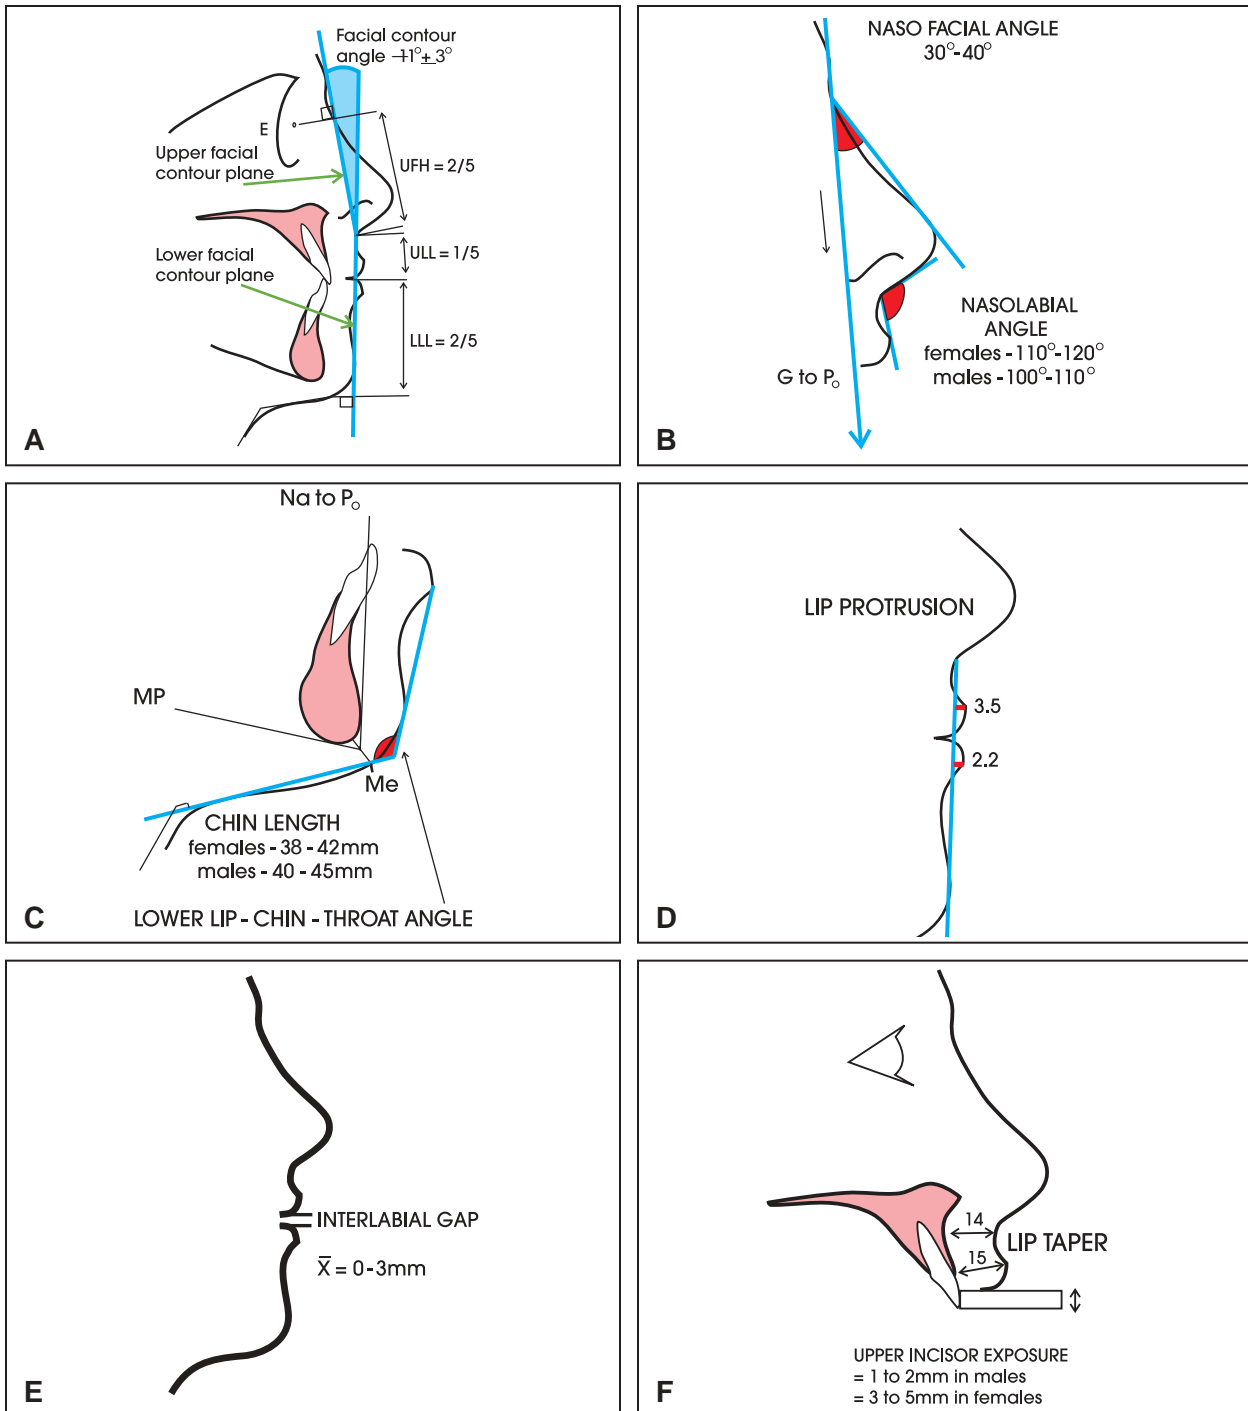 Facial contour
angle -11°±3°
E
Upper facial
contour plane
UFH = 2/5
Lower facial
contour plane
ULL = 1/5
LLL = 2/5
A
NASO FACIAL ANGLE
30°-40°
NASOLABIAL
ANGLE
females -110°-120°
males -100°-110°
G to Po
B
Na to Po
MP
Me
CHIN LENGTH
females - 38 - 42mm
males - 40 - 45mm
LOWER LIP - CHIN - THROAT ANGLE
C
LIP PROTRUSION
3.5
2.2
D
INTERLABIAL GAP
X̅ = 0-3mm
E
14
LIP TAPER
15
UPPER INCISOR EXPOSURE
= 1 to 2mm in males
= 3 to 5mm in females
F